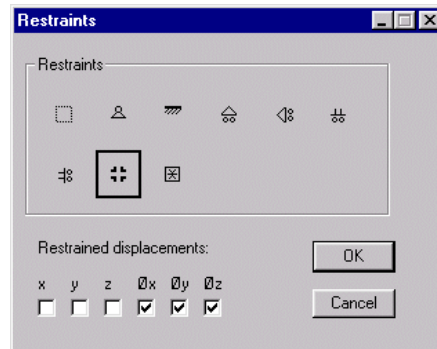 Restraints
Restraints
Restrained displacements:
OK
x y z Øx Øy Øz
Cancel